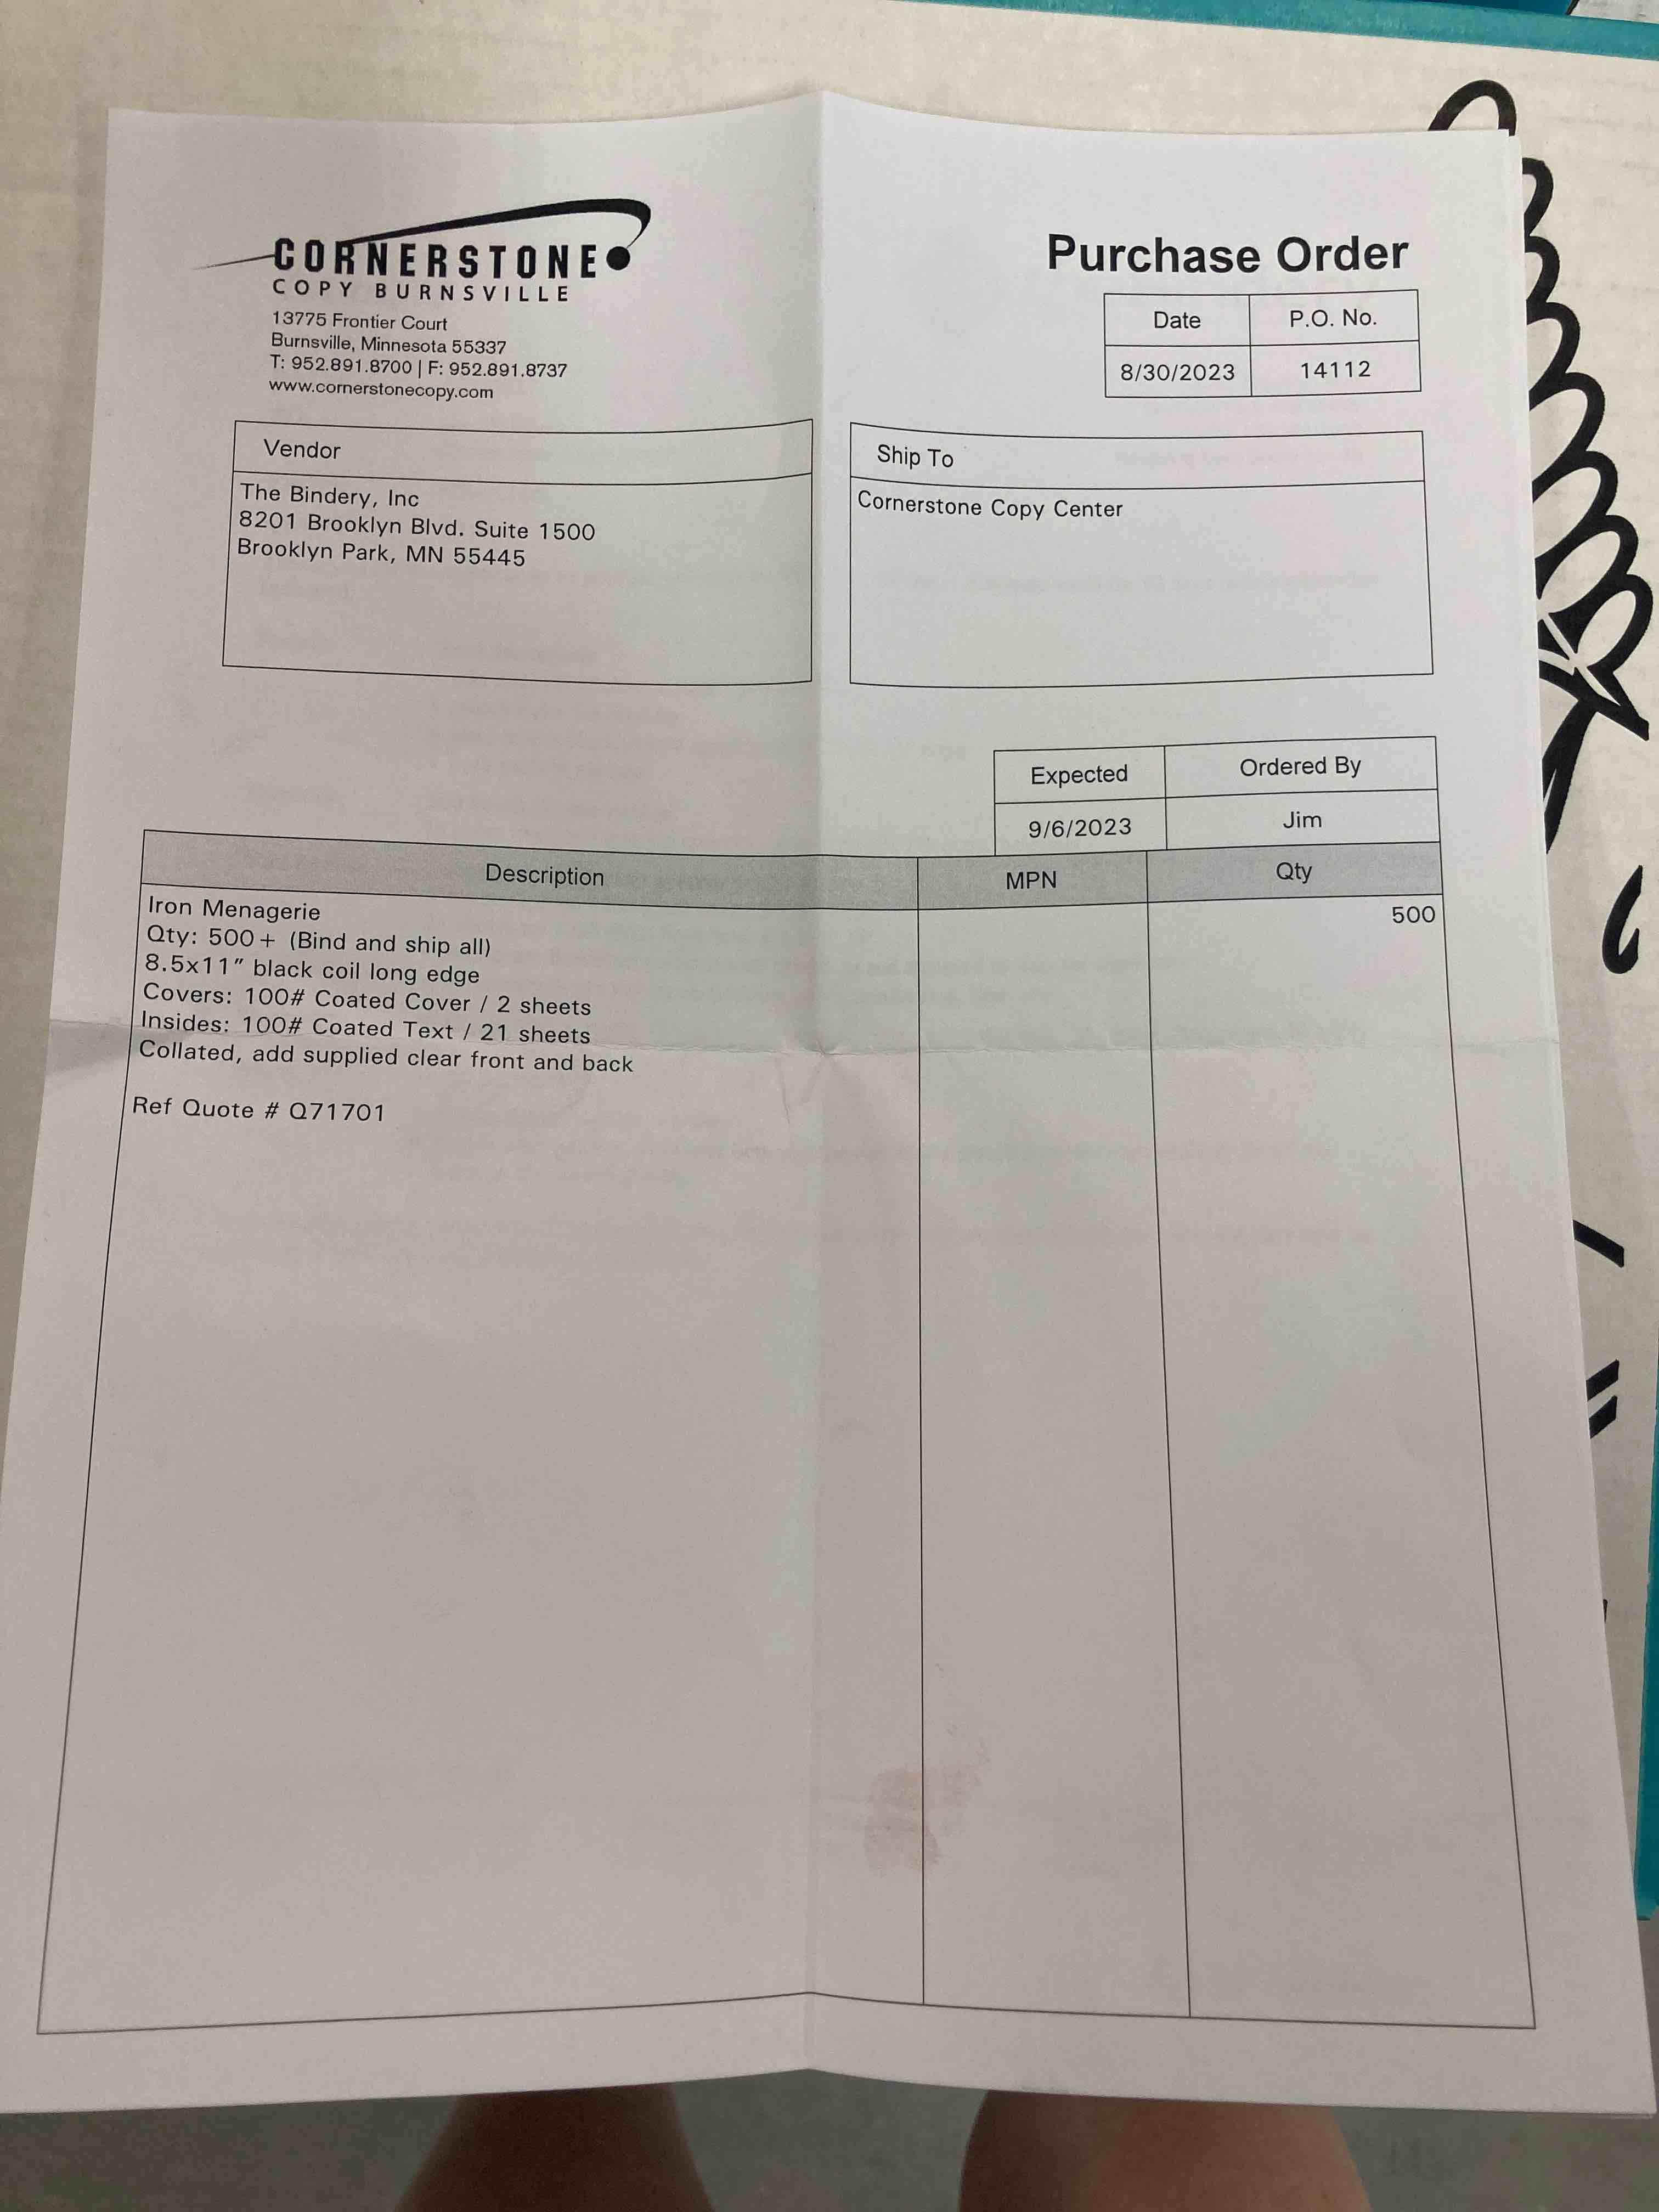 CORNERSTONE
COPY BURNSVILLE
13775 Frontier Court
Burnsville, Minnesota 55337
T: 952.891.8700 | F: 952.891.8737
www.cornerstonecopy.com
Purchase Order
Date P.O. No.
8/30/2023 14112
Vendor
The Bindery, Inc
8201 Brooklyn Blvd. Suite 1500
Brooklyn Park, MN 55445
Ship To
Cornerstone Copy Center
Expected Ordered By
9/6/2023 Jim
Description MPN Qty
Iron Menagerie 500
Qty: 500+ (Bind and ship all)
8.5x11" black coil long edge
Covers: 100# Coated Cover / 2 sheets
Insides: 100# Coated Text / 21 sheets
Collated, add supplied clear front and back
Ref Quote # Q71701